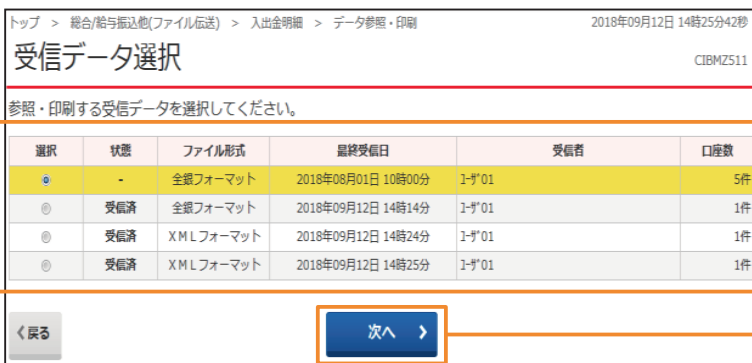 トップ > 総合/給与振込他(ファイル伝送) > 入出金明細 > データ参照・印刷 2018年09月12日 14時25分42秒
受信データ選択 CIBMZ511
参照・印刷する受信データを選択してください。
選択 状態 ファイル形式 最終受信日 受信者 口座数
- 全銀フォーマット 2018年08月01日 10時00分 ﾕｰｻﾞ01 5件
受信済 全銀フォーマット 2018年09月12日 14時14分 ﾕｰｻﾞ01 1件
受信済 ＸＭＬフォーマット 2018年09月12日 14時24分 ﾕｰｻﾞ01 1件
受信済 ＸＭＬフォーマット 2018年09月12日 14時25分 ﾕｰｻﾞ01 1件
戻る 次へ